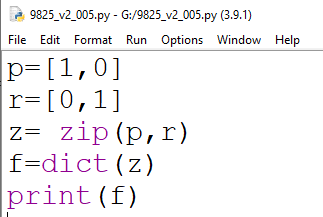 9825_v2_005.py - G:/9825_v2_005.py (3.9.1)
File Edit Format Run Options Window Help
p=[1,0]
r=[0,1]
z= zip(p,r)
f=dict(z)
print(f)